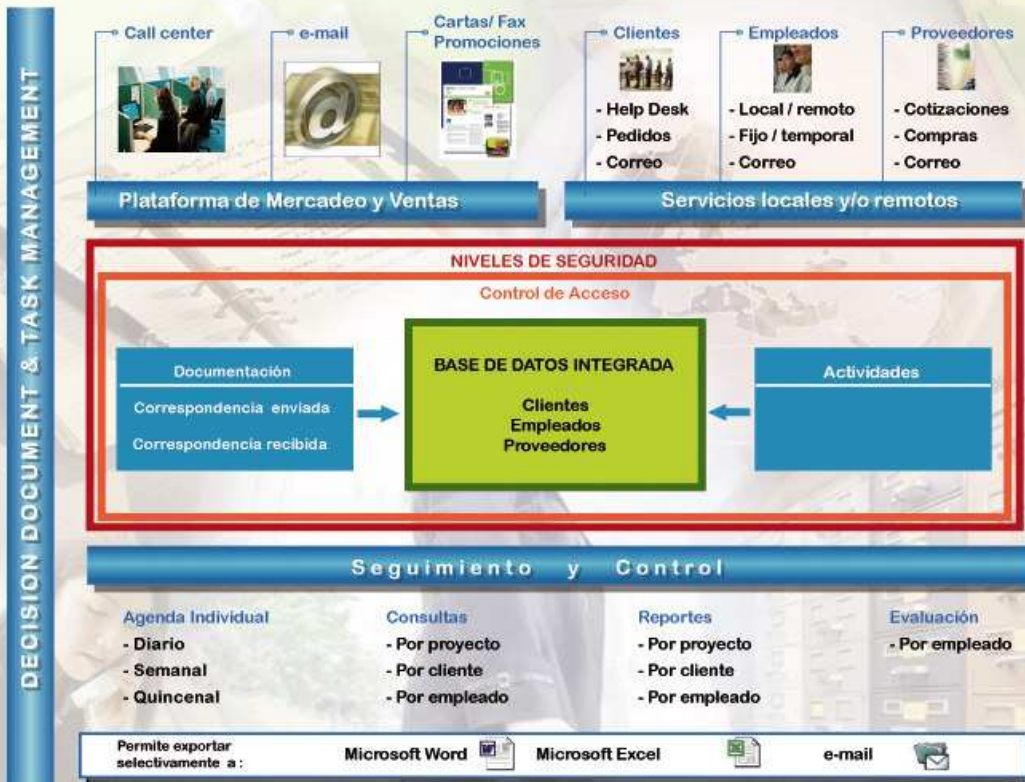 DECISION DOCUMENT & TASK MANAGEMENT
Call center
e-mail
Cartas/ Fax
Promociones
Plataforma de Mercadeo y Ventas
Clientes
- Help Desk
- Pedidos
- Correo
Empleados
- Local / remoto
- Fijo / temporal
- Correo
Proveedores
- Cotizaciones
- Compras
- Correo
Servicios locales y/o remotos
NIVELES DE SEGURIDAD
Control de Acceso
Documentación
Correspondencia enviada
Correspondencia recibida
BASE DE DATOS INTEGRADA
Clientes
Empleados
Proveedores
Actividades
Seguimiento y Control
Agenda Individual
- Diario
- Semanal
- Quincenal
Consultas
- Por proyecto
- Por cliente
- Por empleado
Reportes
- Por proyecto
- Por cliente
- Por empleado
Evaluación
- Por empleado
Permite exportar
selectivamente a :
Microsoft Word
Microsoft Excel
e-mail